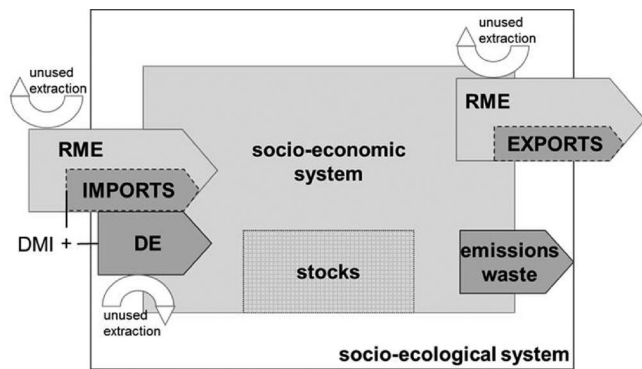 unused
extraction
unused
extraction
RME
RME
EXPORTS
socio-economic
system
IMPORTS
DMI +
DE
stocks
emissions
waste
unused
extraction
socio-ecological system